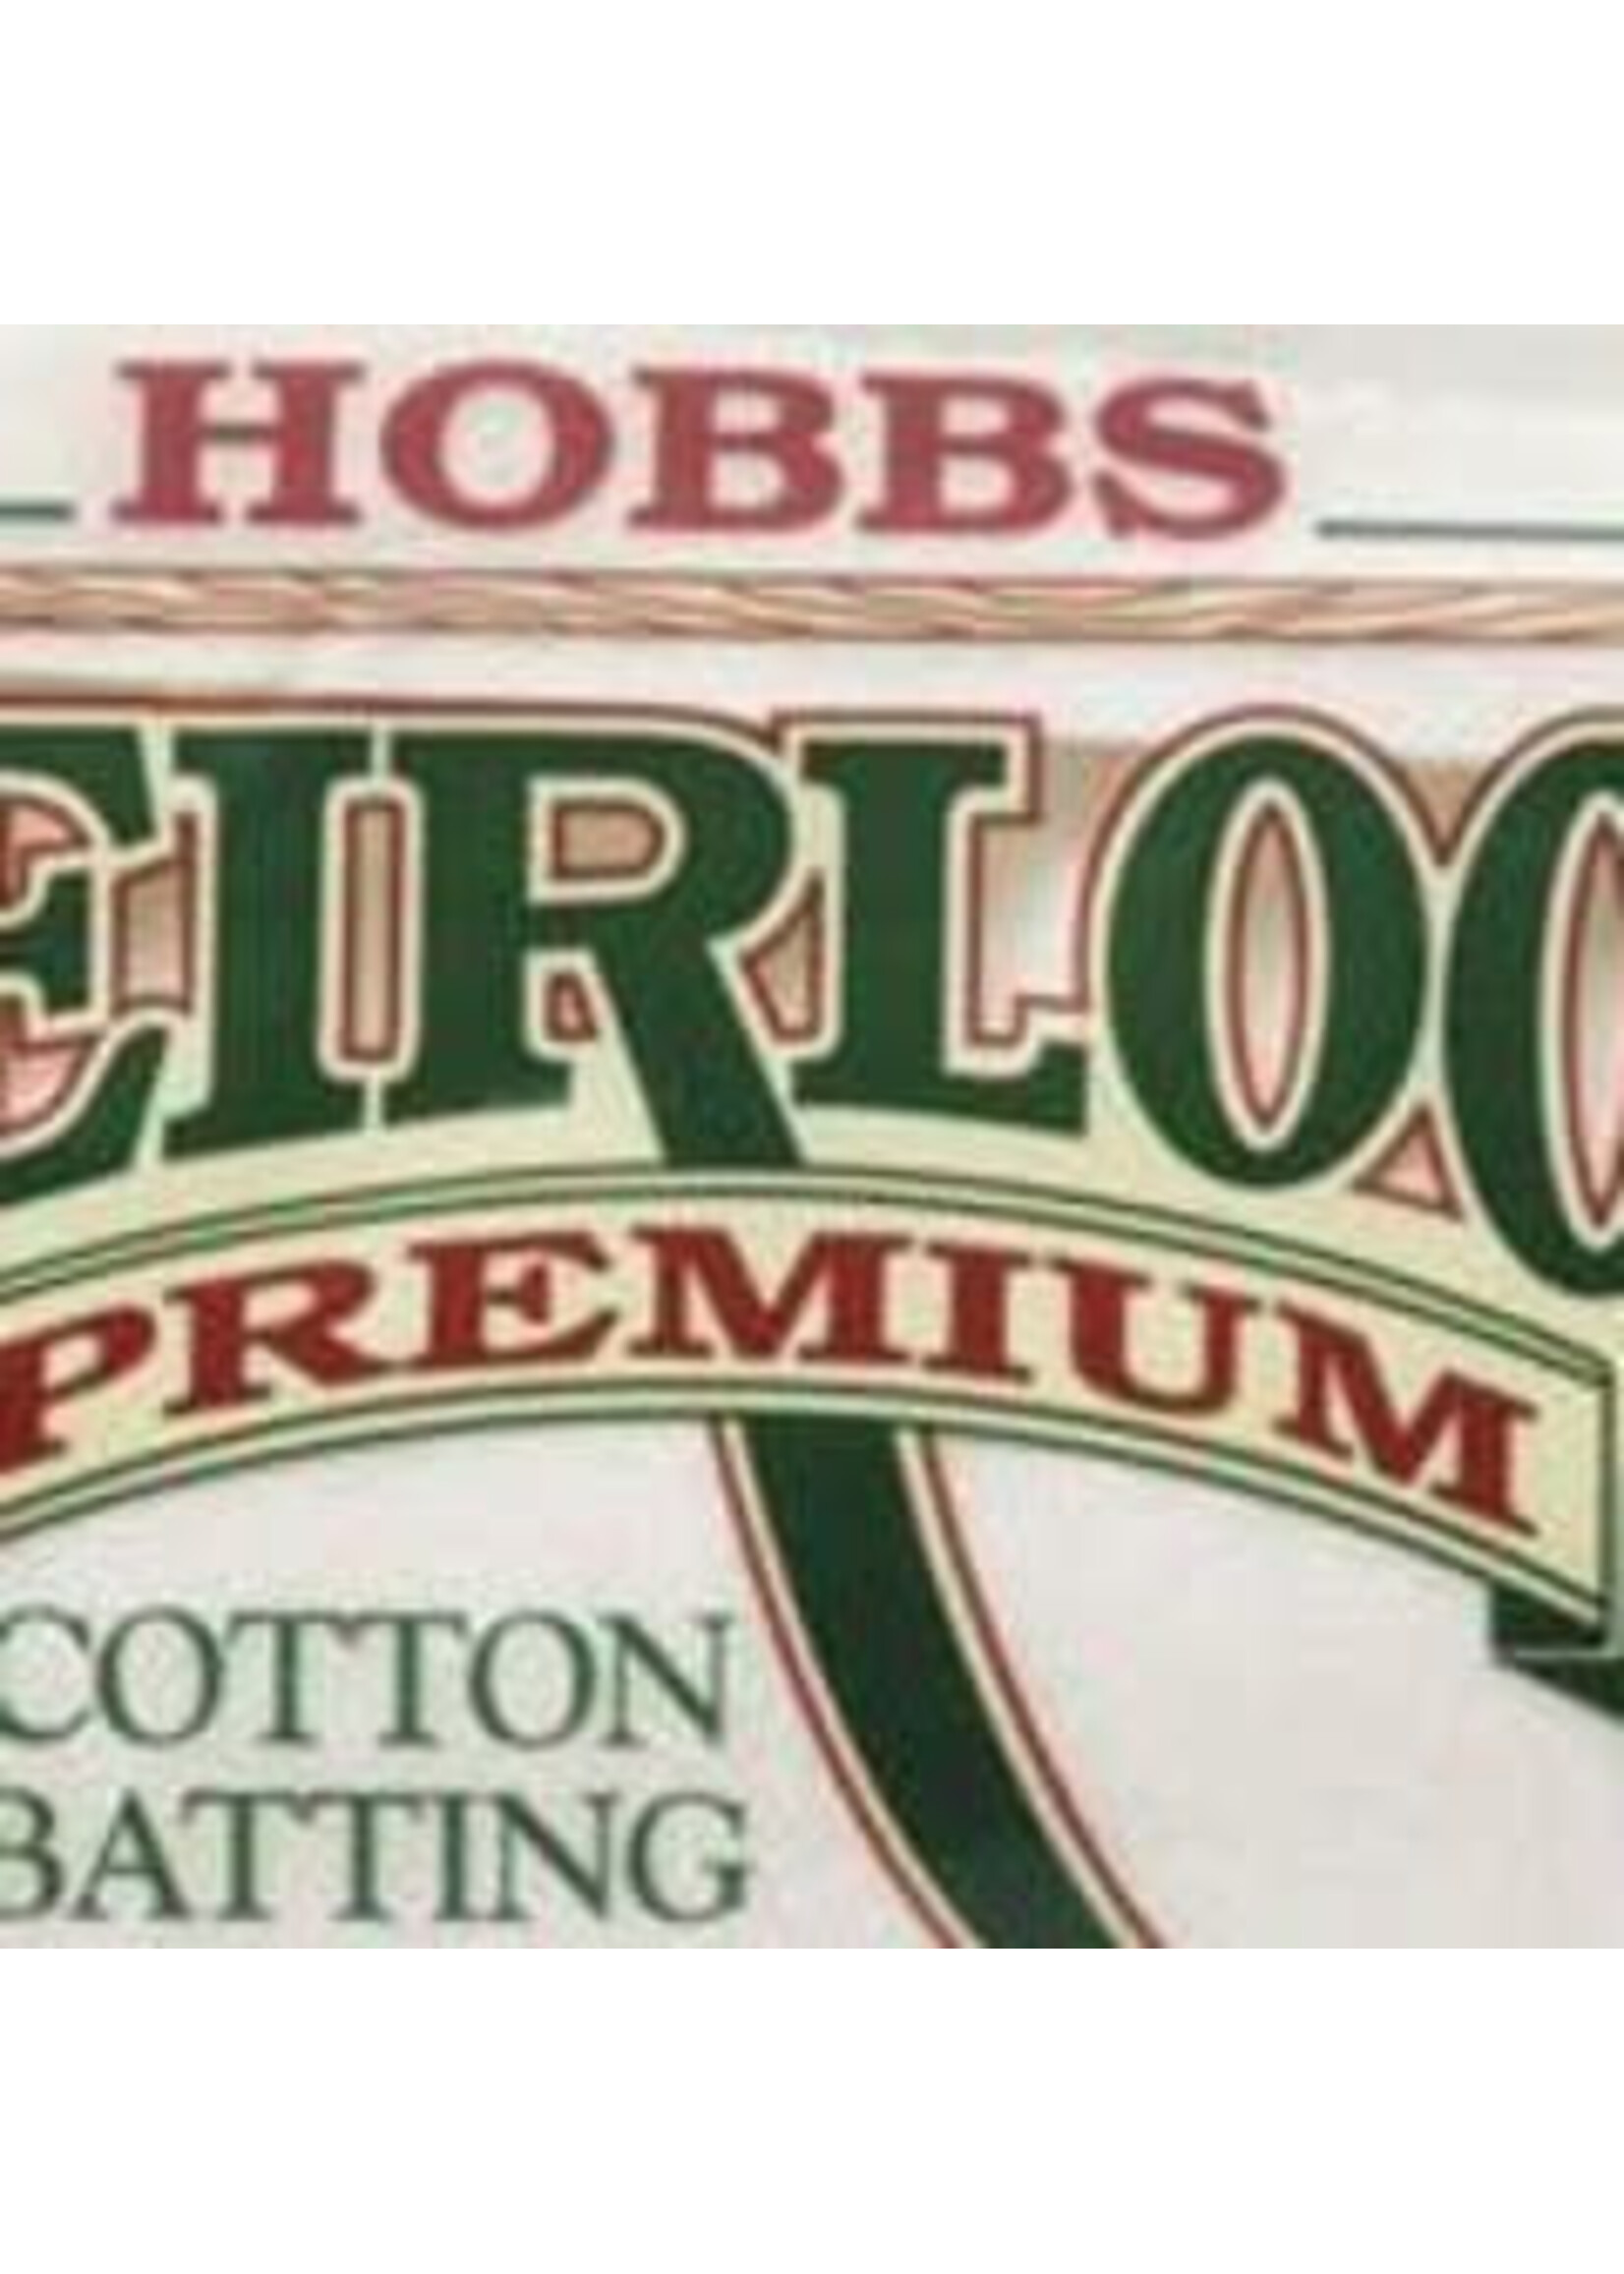 HOBBS
EIRLOO
PREMIUM
COTTON
BATTING